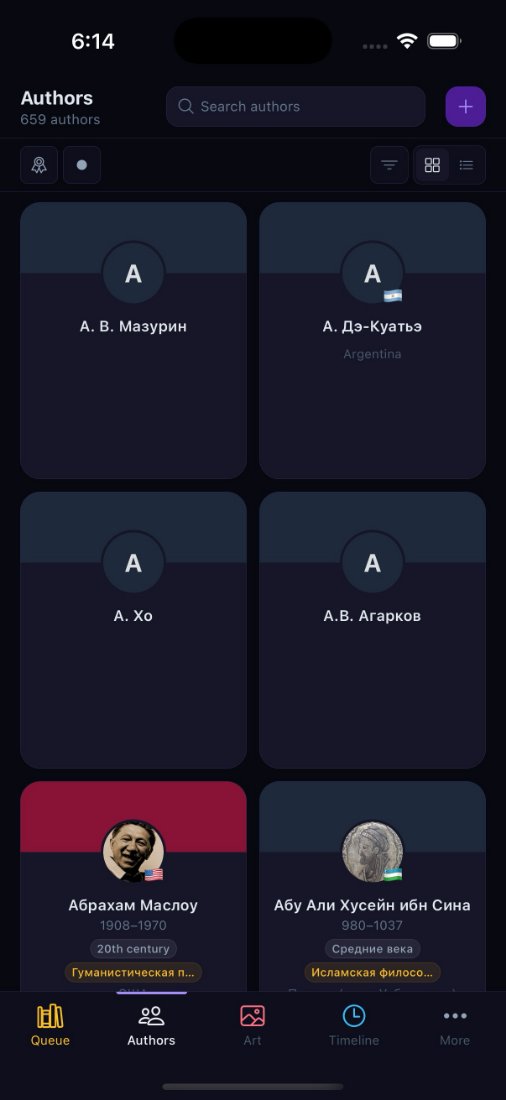 6:14
Authors
659 authors
Search authors
A
А. В. Мазурин
A
А. Дэ-Куатьэ
Argentina
A
А. Хо
A
А.В. Агарков
Абрахам Маслоу
1908–1970
20th century
Гуманистическая п...
Абу Али Хусейн ибн Сина
980–1037
Средние века
Исламская филосо...
Queue
Authors
Art
Timeline
More